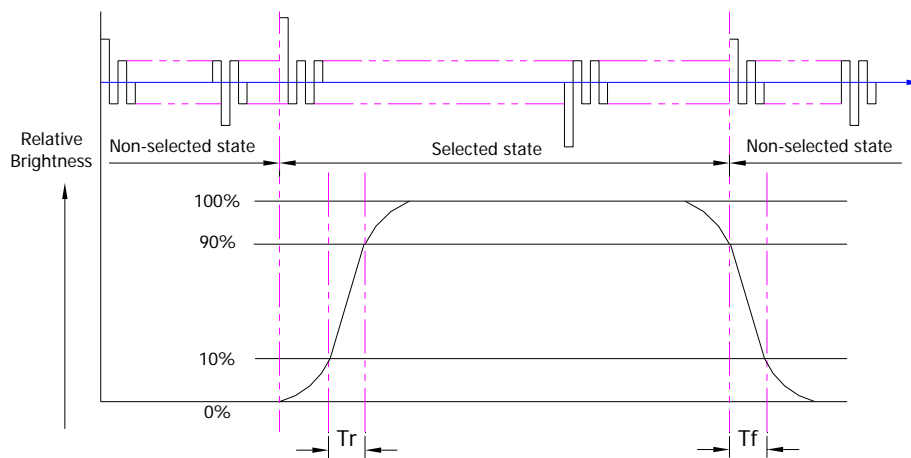 Relative
Brightness
Non-selected state
Selected state
Non-selected state
100%
90%
10%
0%
Tr
Tf